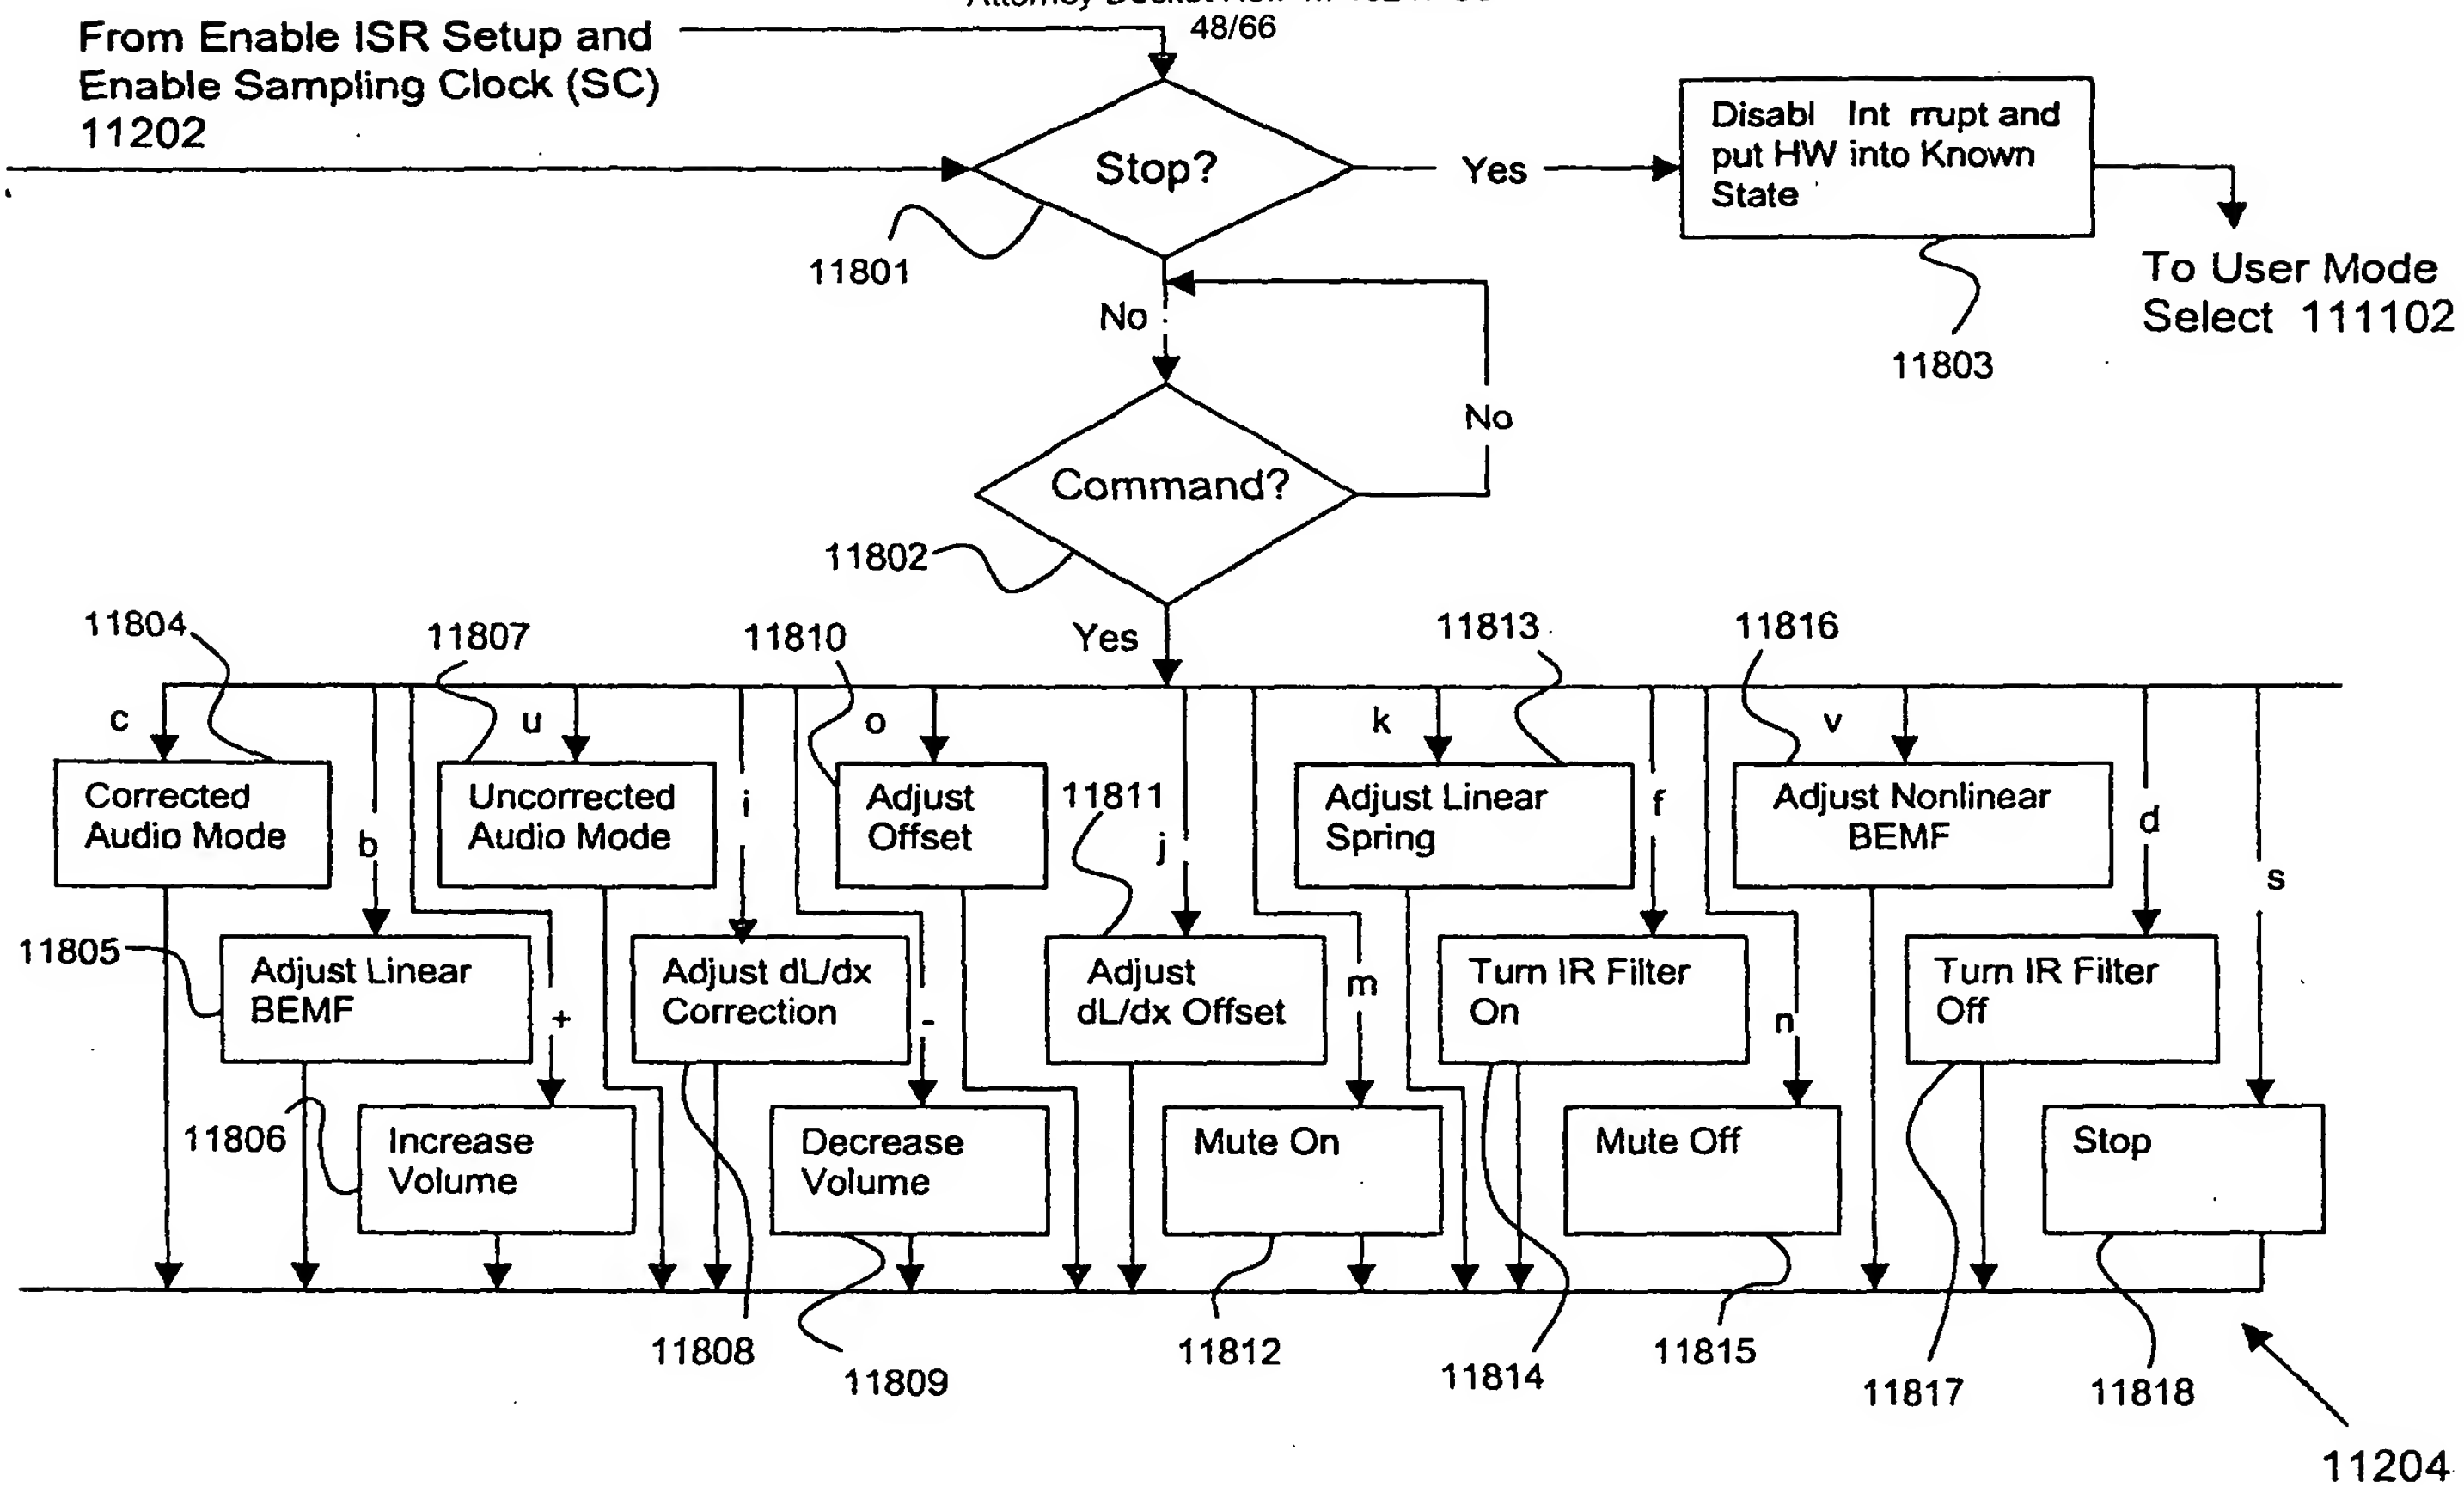 48/66
From Enable ISR Setup and
Enable Sampling Clock (SC)
11202
Stop?
Yes
Disabl Int rrupt and
put HW into Known
State
11801
To User Mode
Select 111102
11803
No
No
Command?
11802
Yes
11804
11807
11810
11813
11816
c
u
o
k
v
Corrected
Audio Mode
b
Uncorrected
Audio Mode
i
Adjust
Offset
11811
j
Adjust Linear
Spring
f
Adjust Nonlinear
BEMF
d
s
11805
Adjust Linear
BEMF
+
Adjust dL/dx
Correction
-
Adjust
dL/dx Offset
m
Turn IR Filter
On
n
Turn IR Filter
Off
11806
Increase
Volume
Decrease
Volume
Mute On
Mute Off
Stop
11808
11809
11812
11814
11815
11817
11818
11204